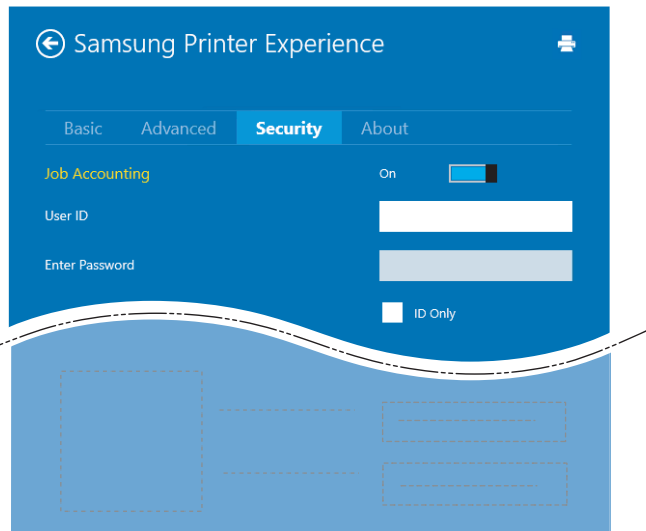 Samsung Printer Experience
Basic Advanced Security About
Job Accounting On
User ID
Enter Password
ID Only